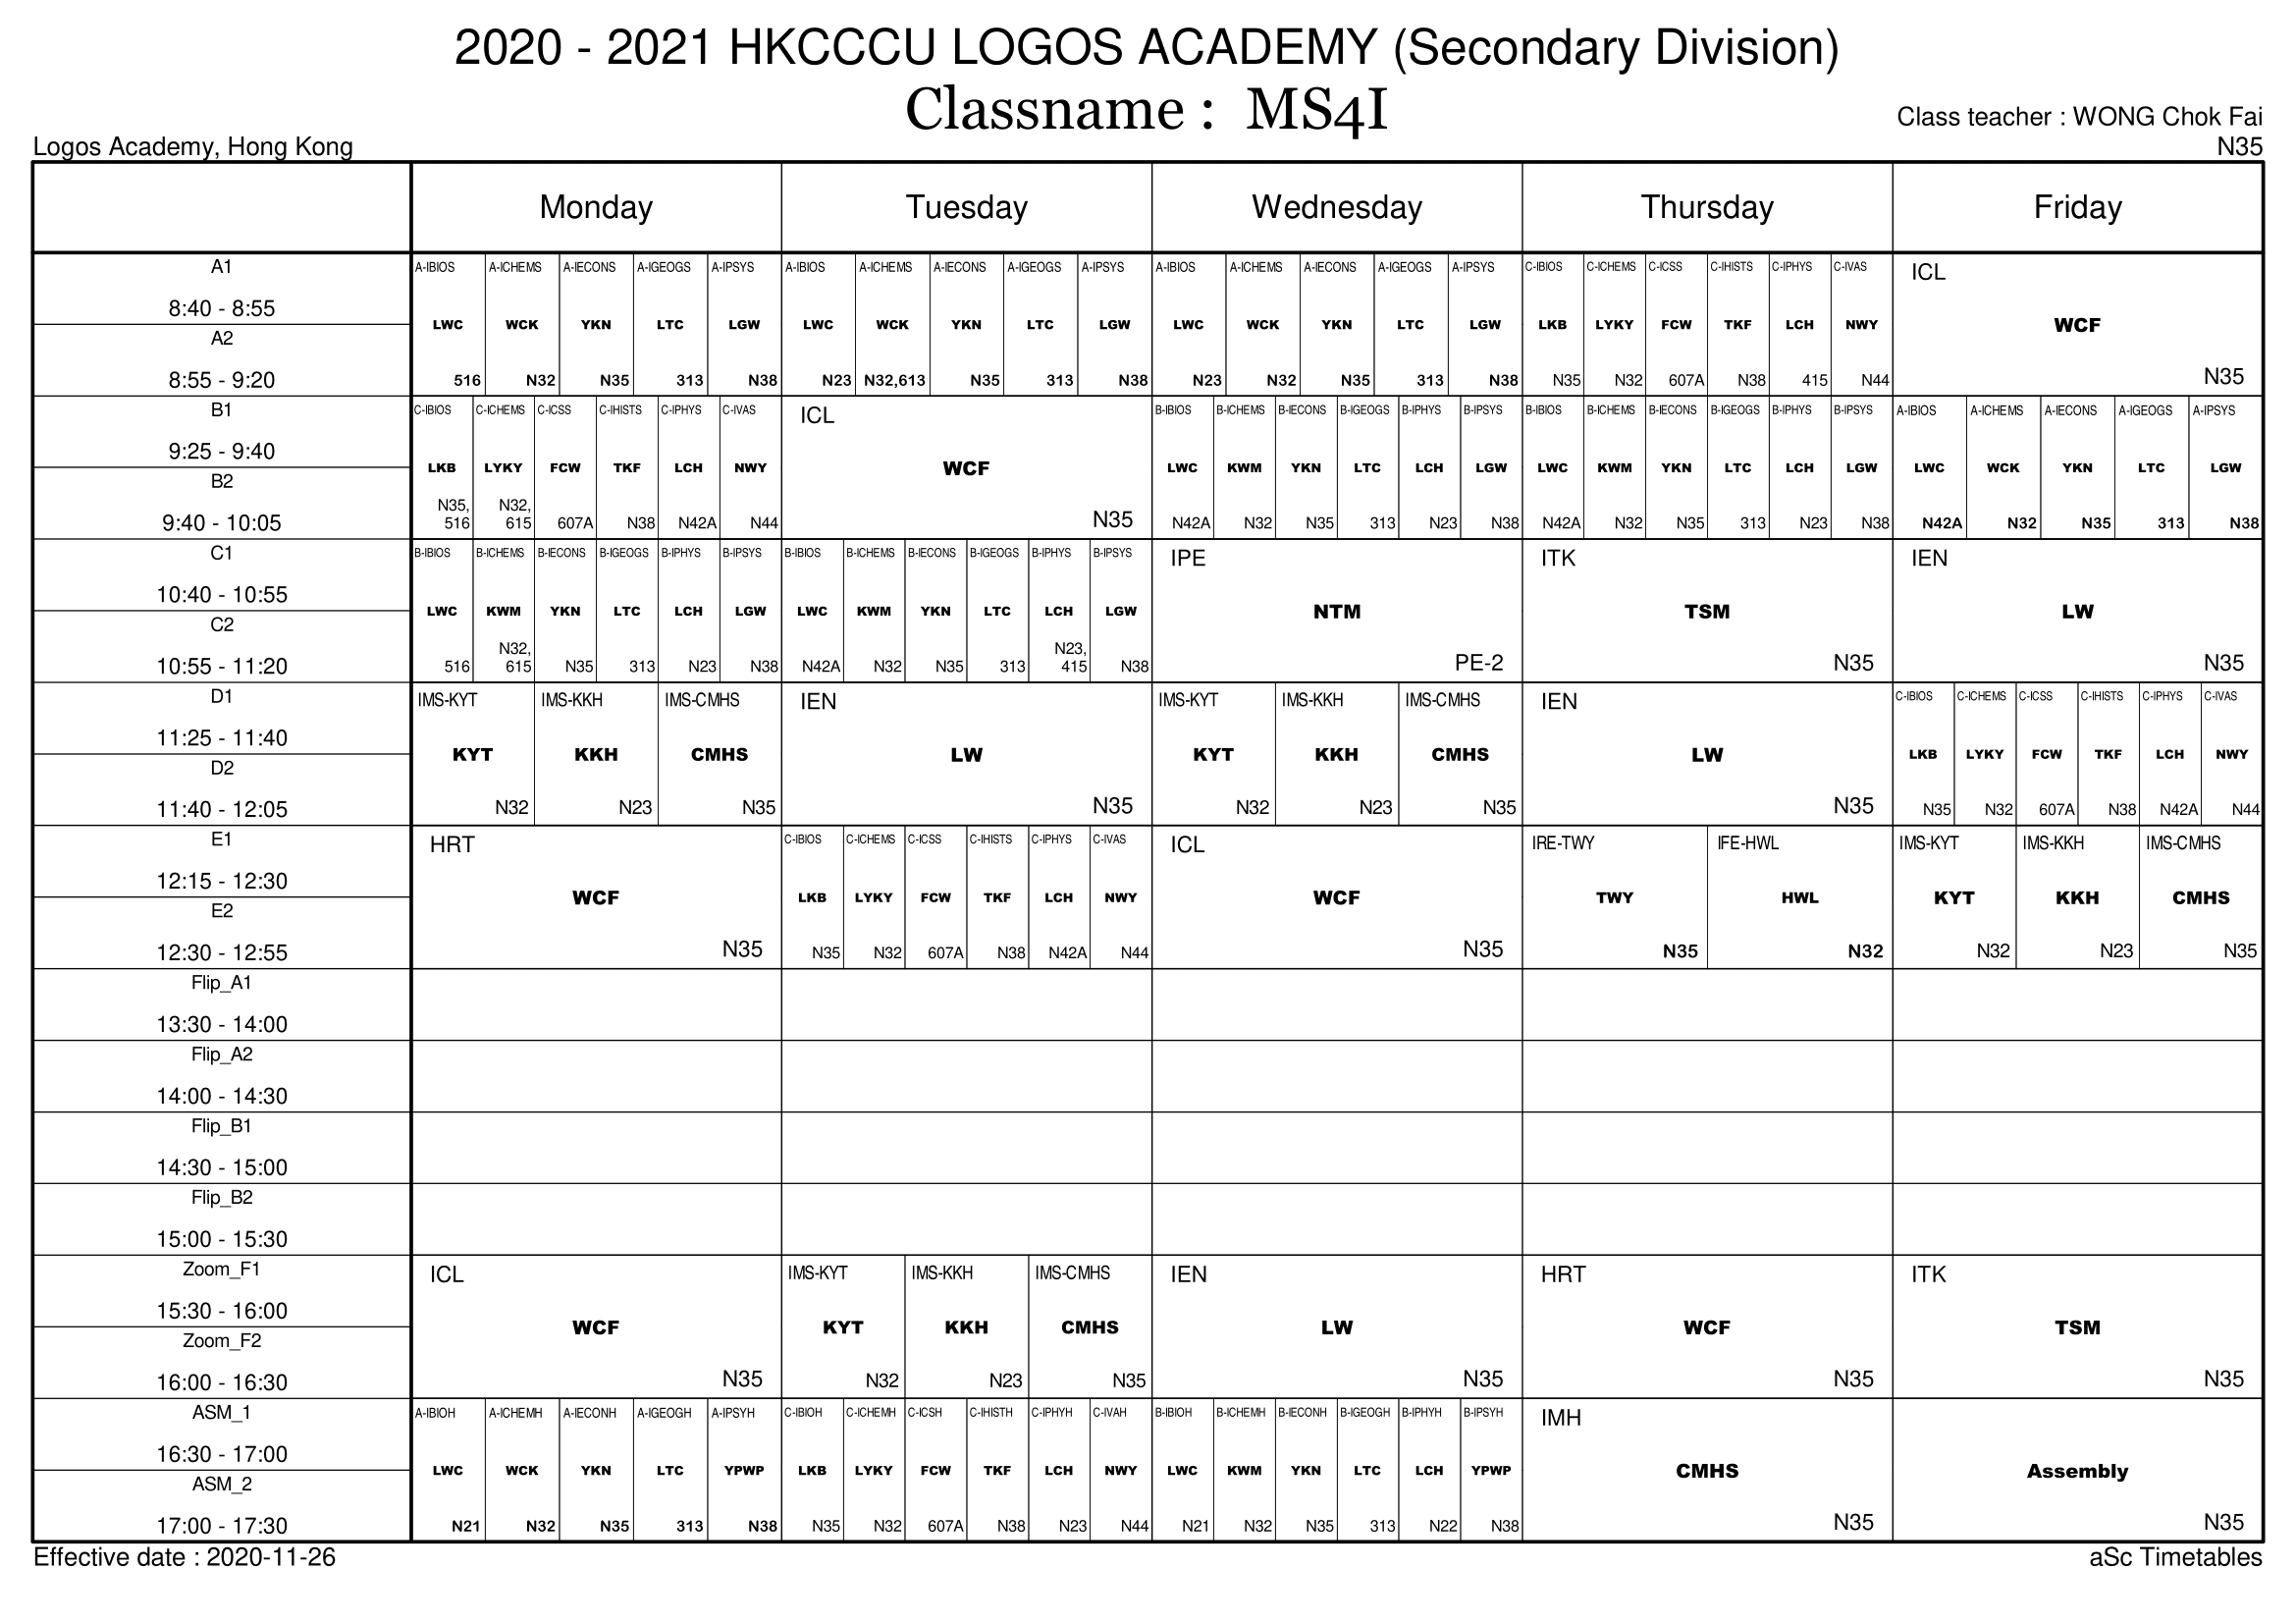 2020 - 2021 HKCCCU LOGOS ACADEMY (Secondary Division)
Classname : MS4I
Class teacher : WONG Chok Fai
Logos Academy, Hong Kong N35
Monday Tuesday Wednesday Thursday Friday
A1
8:40 - 8:55
A2
8:55 - 9:20
A-IBIOS A-ICHEMS A-IECONS A-IGEOGS A-IPSYS A-IBIOS A-ICHEMS A-IECONS A-IGEOGS A-IPSYS A-IBIOS A-ICHEMS A-IECONS A-IGEOGS A-IPSYS C-IBIOS C-ICHEMS C-ICSS C-IHISTS C-IPHYS C-IVAS ICL
LWC WCK YKN LTC LGW LWC WCK YKN LTC LGW LWC WCK YKN LTC LGW LKB LYKY FCW TKF LCH NWY WCF
516 N32 N35 313 N38 N23 N32,613 N35 313 N38 N23 N32 N35 313 N38 N35 N32 607A N38 415 N44 N35
B1
9:25 - 9:40
B2
9:40 - 10:05
C-IBIOS C-ICHEMS C-ICSS C-IHISTS C-IPHYS C-IVAS ICL B-IBIOS B-ICHEMS B-IECONS B-IGEOGS B-IPHYS B-IPSYS B-IBIOS B-ICHEMS B-IECONS B-IGEOGS B-IPHYS B-IPSYS A-IBIOS A-ICHEMS A-IECONS A-IGEOGS A-IPSYS
LKB LYKY FCW TKF LCH NWY WCF LWC KWM YKN LTC LCH LGW LWC KWM YKN LTC LCH LGW LWC WCK YKN LTC LGW
N35, N32,
516 615 607A N38 N42A N44 N35 N42A N32 N35 313 N23 N38 N42A N32 N35 313 N23 N38 N42A N32 N35 313 N38
C1
10:40 - 10:55
C2
10:55 - 11:20
B-IBIOS B-ICHEMS B-IECONS B-IGEOGS B-IPHYS B-IPSYS B-IBIOS B-ICHEMS B-IECONS B-IGEOGS B-IPHYS B-IPSYS IPE ITK IEN
LWC KWM YKN LTC LCH LGW LWC KWM YKN LTC LCH LGW NTM TSM LW
N32, N23,
516 615 N35 313 N23 N38 N42A N32 N35 313 415 N38 PE-2 N35 N35
D1
11:25 - 11:40
D2
11:40 - 12:05
IMS-KYT IMS-KKH IMS-CMHS IEN IMS-KYT IMS-KKH IMS-CMHS IEN C-IBIOS C-ICHEMS C-ICSS C-IHISTS C-IPHYS C-IVAS
KYT KKH CMHS LW KYT KKH CMHS LW LKB LYKY FCW TKF LCH NWY
N32 N23 N35 N35 N32 N23 N35 N35 N35 N32 607A N38 N42A N44
E1
12:15 - 12:30
E2
12:30 - 12:55
HRT C-IBIOS C-ICHEMS C-ICSS C-IHISTS C-IPHYS C-IVAS ICL IRE-TWY IFE-HWL IMS-KYT IMS-KKH IMS-CMHS
WCF LKB LYKY FCW TKF LCH NWY WCF TWY HWL KYT KKH CMHS
N35 N35 N32 607A N38 N42A N44 N35 N35 N32 N32 N23 N35
Flip_A1
13:30 - 14:00
Flip_A2
14:00 - 14:30
Flip_B1
14:30 - 15:00
Flip_B2
15:00 - 15:30
Zoom_F1
15:30 - 16:00
Zoom_F2
16:00 - 16:30
ICL IMS-KYT IMS-KKH IMS-CMHS IEN HRT ITK
WCF KYT KKH CMHS LW WCF TSM
N35 N32 N23 N35 N35 N35 N35
ASM_1
16:30 - 17:00
ASM_2
17:00 - 17:30
A-IBIOH A-ICHEMH A-IECONH A-IGEOGH A-IPSYH C-IBIOH C-ICHEMH C-ICSH C-IHISTH C-IPHYH C-IVAH B-IBIOH B-ICHEMH B-IECONH B-IGEOGH B-IPHYH B-IPSYH IMH
LWC WCK YKN LTC YPWP LKB LYKY FCW TKF LCH NWY LWC KWM YKN LTC LCH YPWP CMHS Assembly
N21 N32 N35 313 N38 N35 N32 607A N38 N23 N44 N21 N32 N35 313 N22 N38 N35 N35
Effective date : 2020-11-26 aSc Timetables